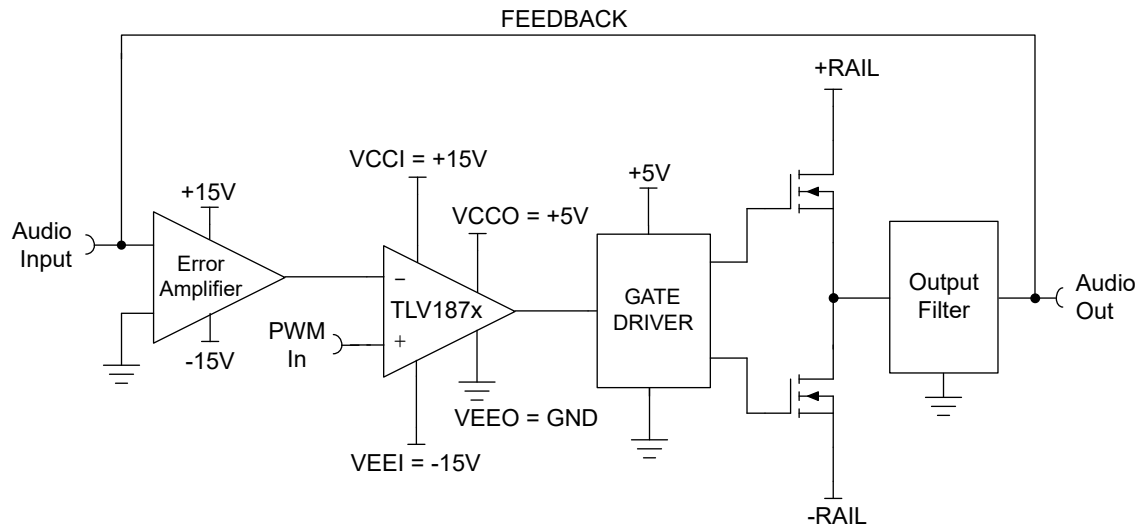 FEEDBACK
+RAIL
VCCI = +15V
+15V
VCCO = +5V
+5V
Audio
Input
Error
Amplifier
−
TLV187x
+
PWM
In
GATE
DRIVER
Output
Filter
Audio
Out
-15V
VEEO = GND
VEEI = -15V
-RAIL